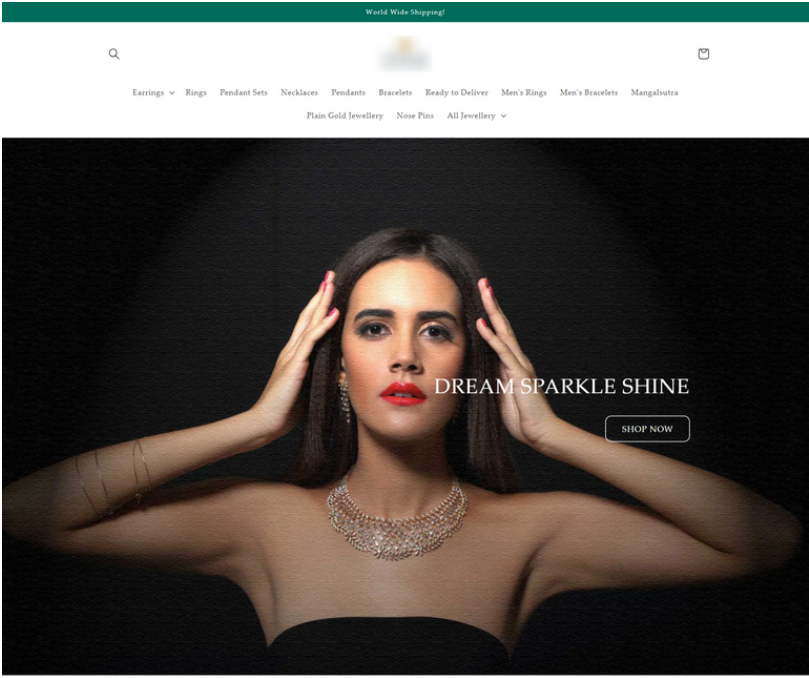 World Wide Shipping!
Earrings Rings Pendant Sets Necklaces Pendants Bracelets Ready to Deliver Men's Rings Men's Bracelets Mangalsutra
Plain Gold Jewellery Nose Pins All Jewellery
DREAM SPARKLE SHINE
SHOP NOW